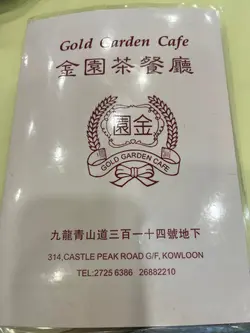 Gold Garden Cafe
金園茶餐廳
園金
GOLD GARDEN CAFE
九龍青山道三百一十四號地下
314, CASTLE PEAK ROAD G/F, KOWLOON
TEL: 2725 6386 26882210